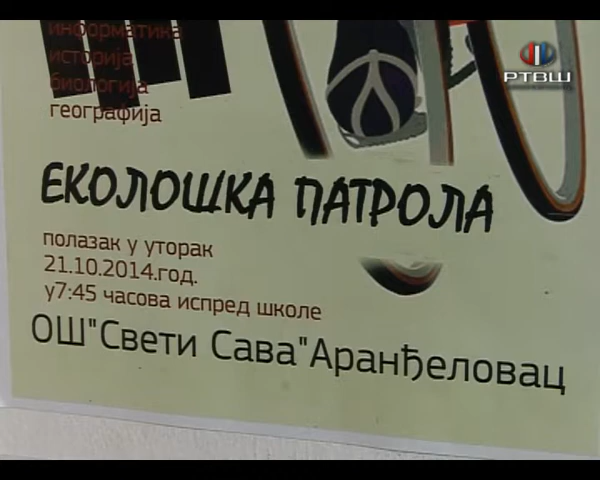 информатика
историја
биологија
географија
РТВШ
ЕКОЛОШКА ПАТРОЛА
полазак у уторак
21.10.2014.год.
у7:45 часова испред школе
ОШ"Свети Сава"Аранђеловац